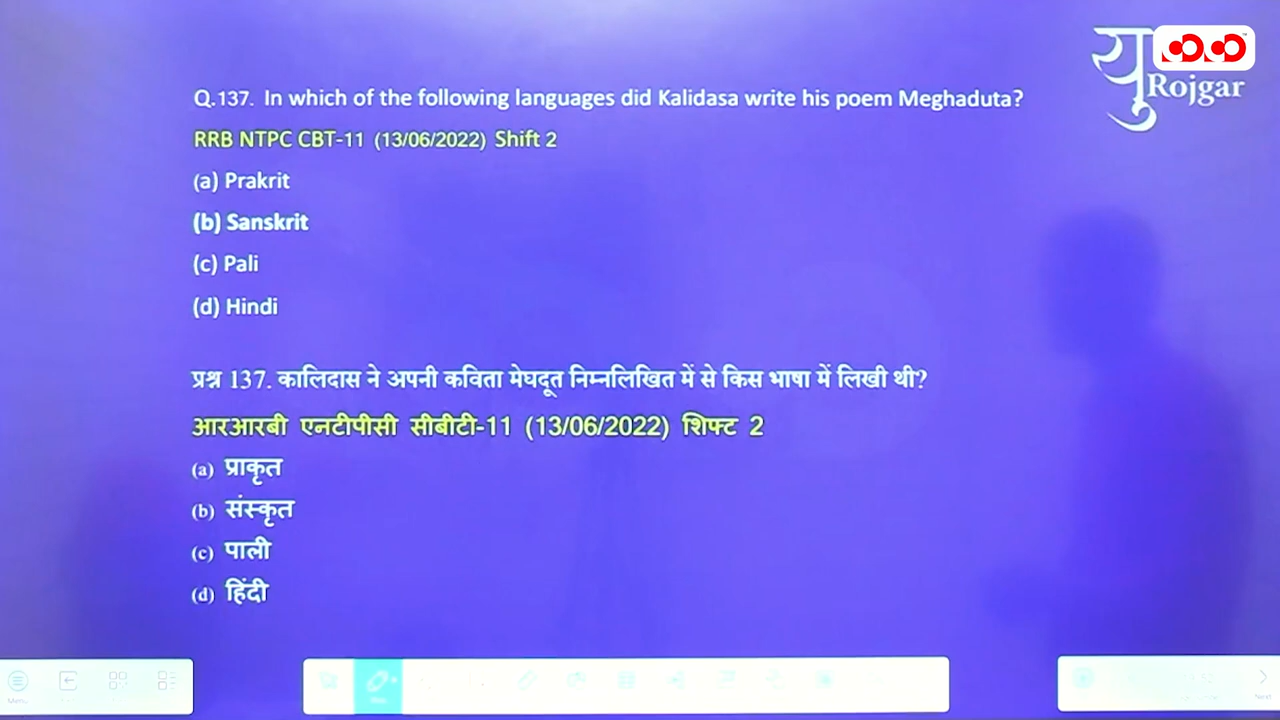 यु
Rojgar
Q.137. In which of the following languages did Kalidasa write his poem Meghaduta?
RRB NTPC CBT-11 (13/06/2022) Shift 2
(a) Prakrit
(b) Sanskrit
(c) Pali
(d) Hindi
प्रश्न 137. कालिदास ने अपनी कविता मेघदूत निम्नलिखित में से किस भाषा में लिखी थी?
आरआरबी एनटीपीसी सीबीटी-11 (13/06/2022) शिफ्ट 2
(a) प्राकृत
(b) संस्कृत
(c) पाली
(d) हिंदी
Menu
Next